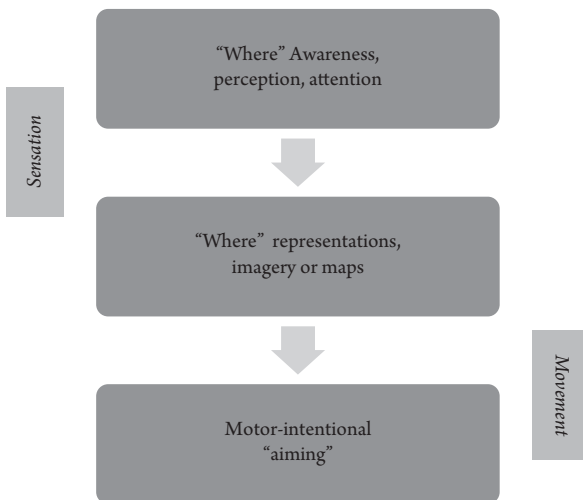 “Where” Awareness,
perception, attention
Sensation
“Where” representations,
imagery or maps
Movement
Motor-intentional
“aiming”